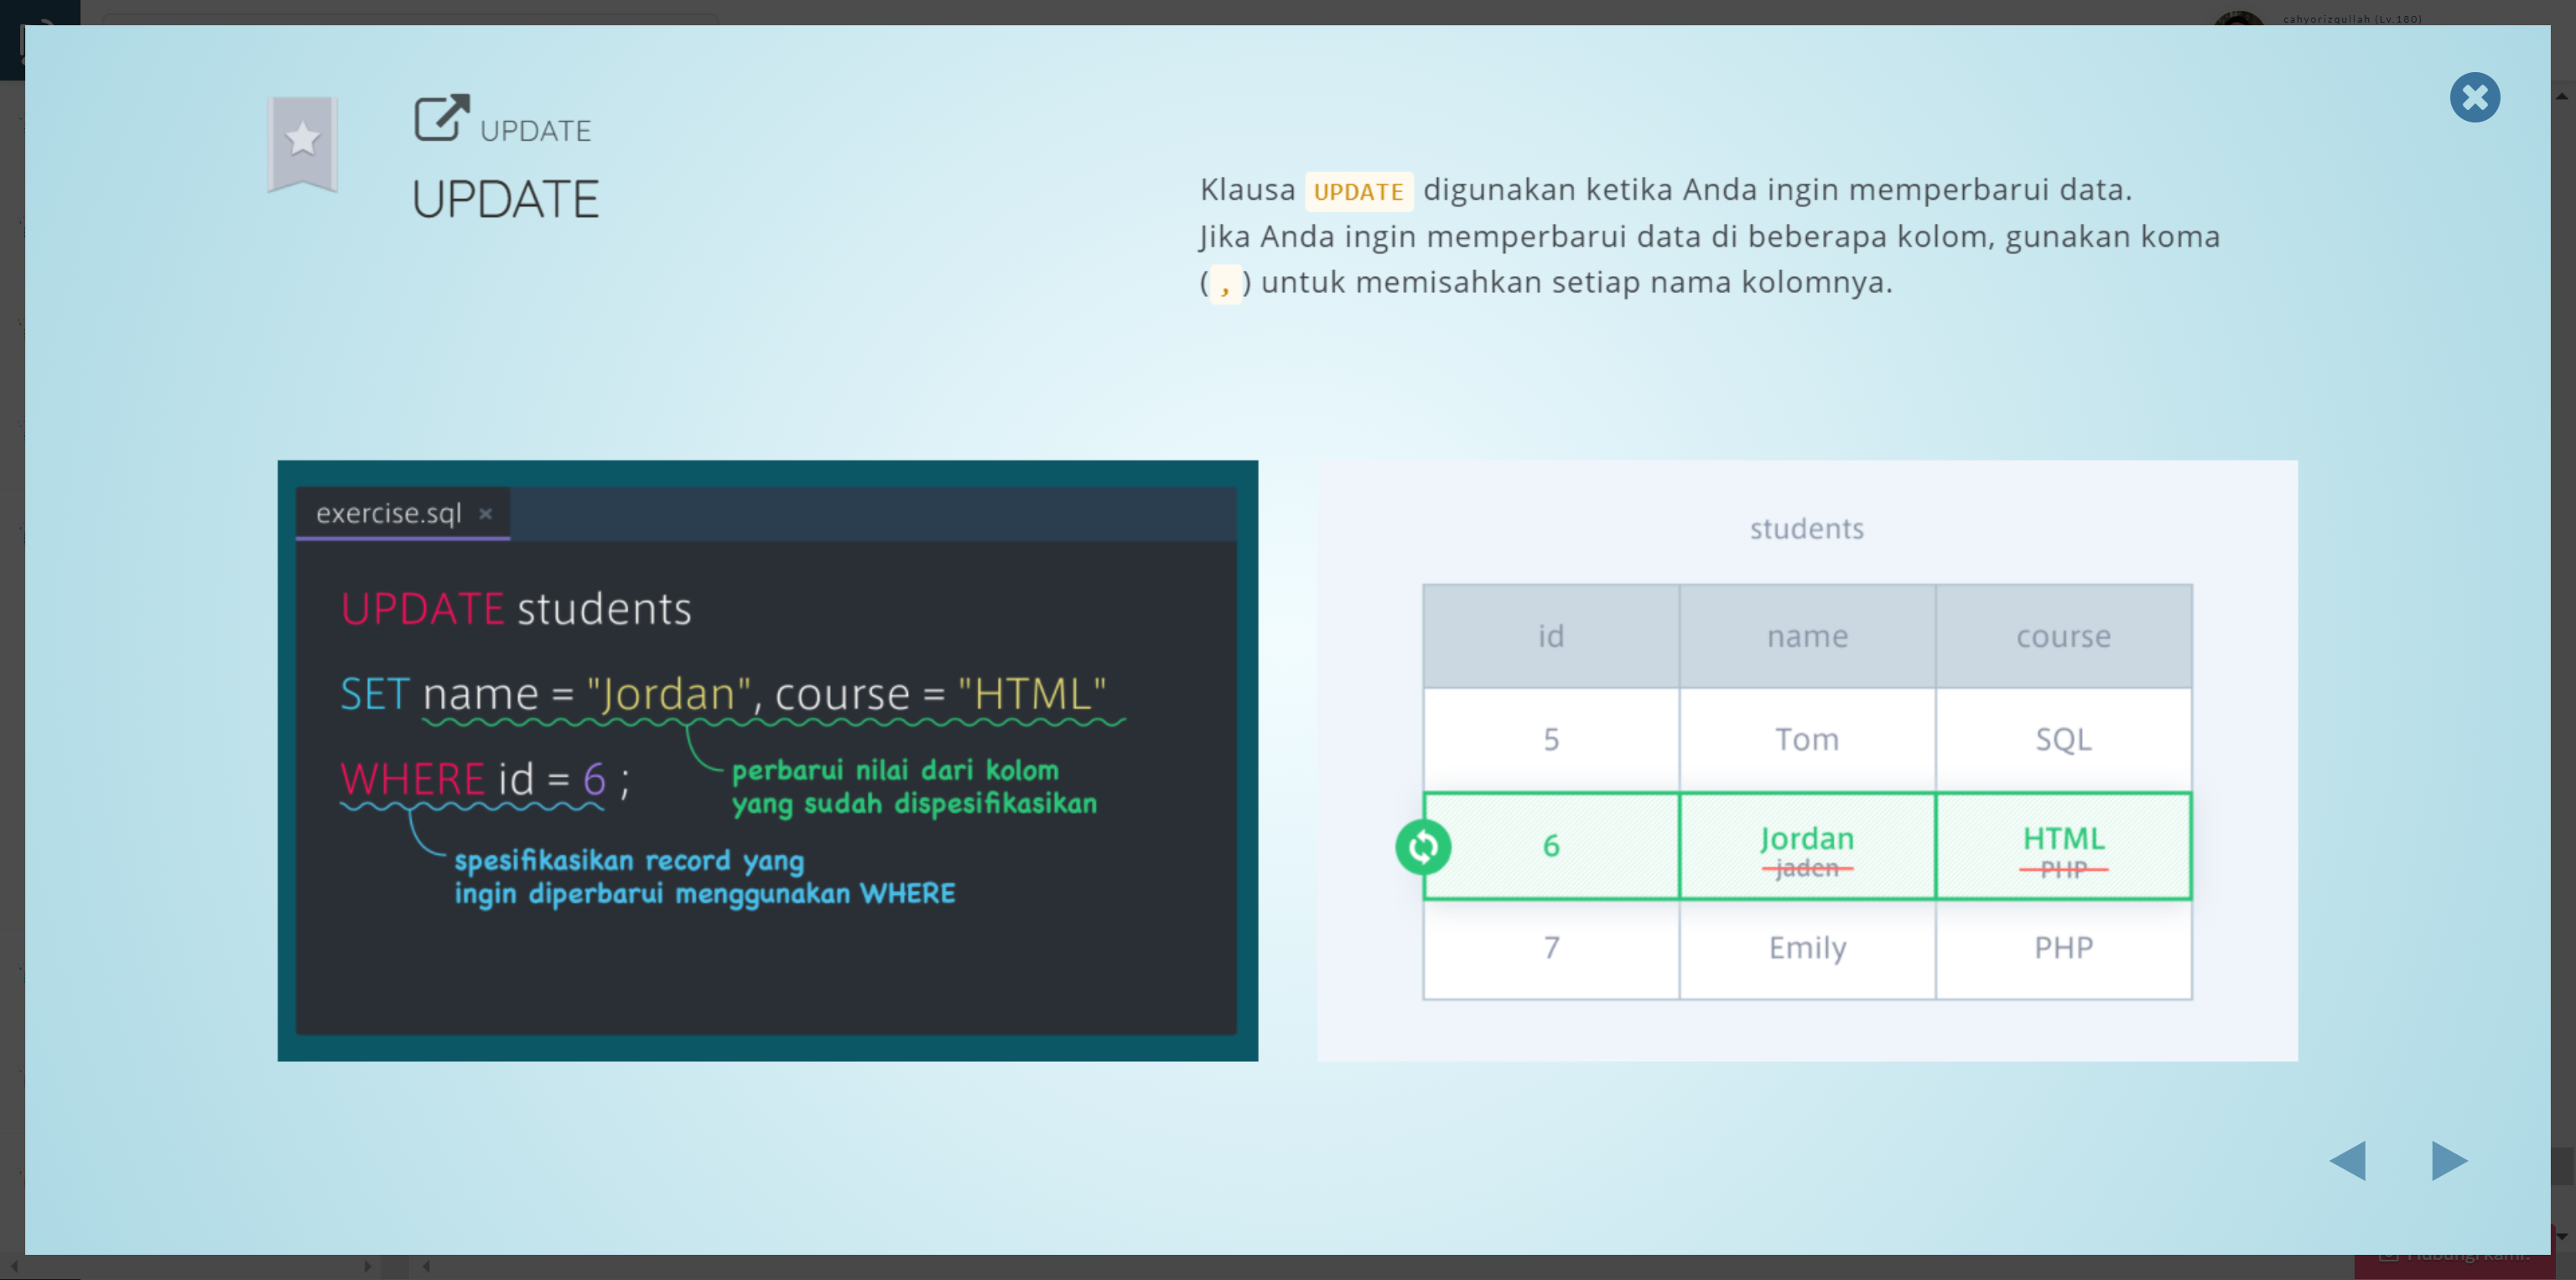 cahyorizqullah (Lv.180)
UPDATE
UPDATE
Klausa UPDATE digunakan ketika Anda ingin memperbarui data.
Jika Anda ingin memperbarui data di beberapa kolom, gunakan koma
( , ) untuk memisahkan setiap nama kolomnya.
exercise.sql ×
UPDATE students
SET name = "Jordan", course = "HTML"
WHERE id = 6 ;
perbarui nilai dari kolom
yang sudah dispesifikasikan
spesifikasikan record yang
ingin diperbarui menggunakan WHERE
students
id name course
5 Tom SQL
6 Jordan HTML
jaden PHP
7 Emily PHP
Hubungi kami